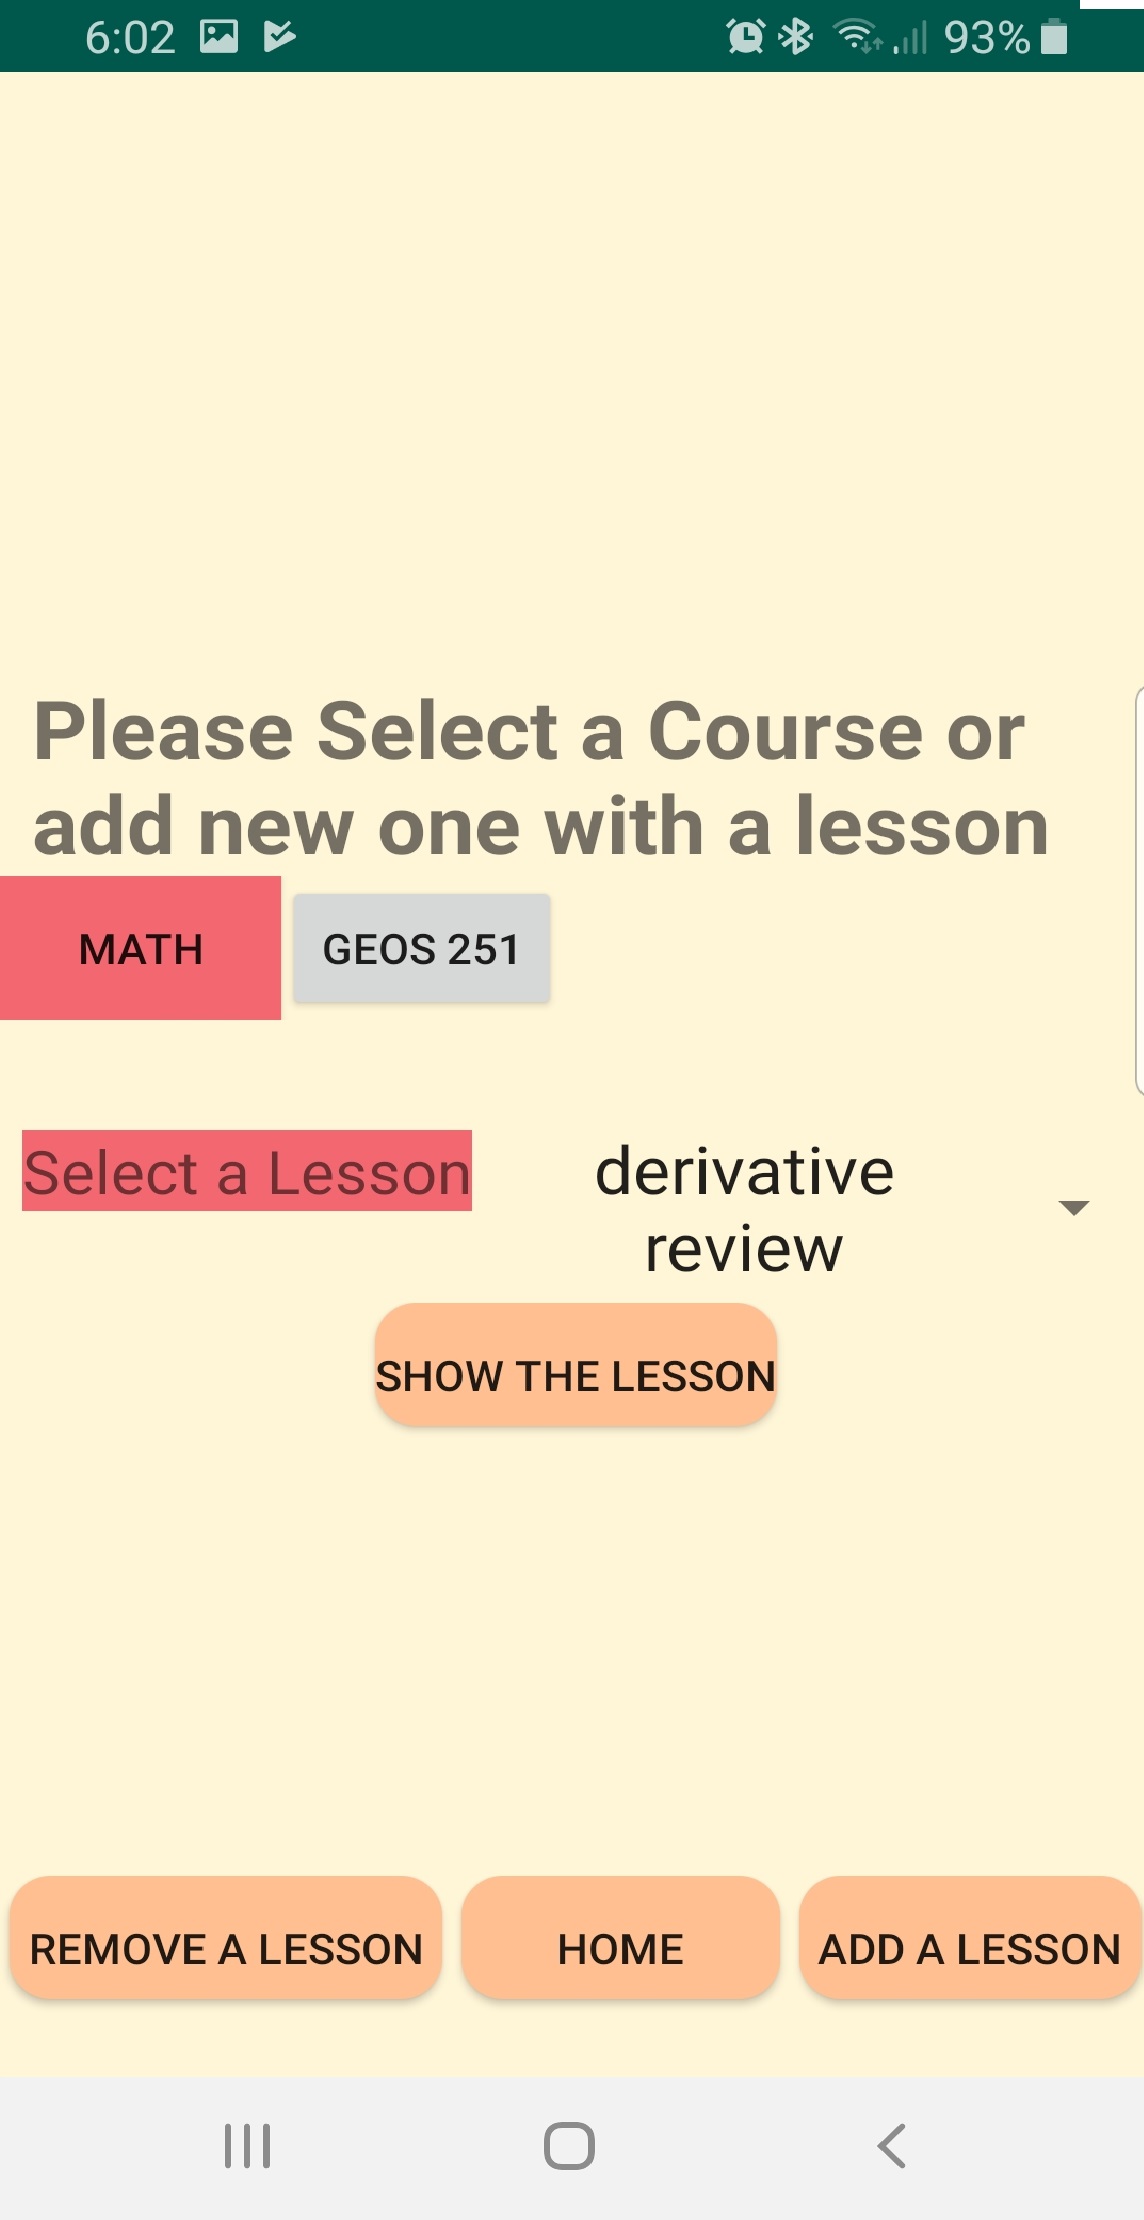 6:02 93%
Please Select a Course or
add new one with a lesson
MATH GEOS 251
Select a Lesson derivative
review
SHOW THE LESSON
REMOVE A LESSON HOME ADD A LESSON